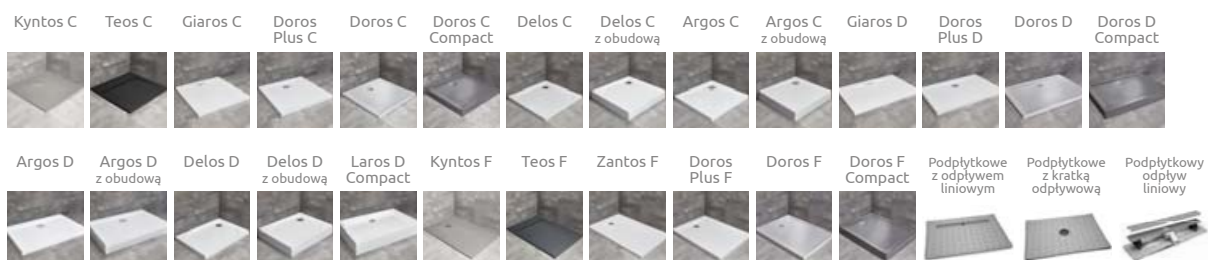 Kyntos C
Teos C
Giaros C
Doros
Plus C
Doros C
Doros C
Compact
Delos C
Delos C
z obudową
Argos C
Argos C
z obudową
Giaros D
Doros
Plus D
Doros D
Doros D
Compact
Argos D
Argos D
z obudową
Delos D
Delos D
z obudową
Laros D
Compact
Kyntos F
Teos F
Zantos F
Doros
Plus F
Doros F
Doros F
Compact
Podpłytkowe
z odpływem
liniowym
Podpłytkowe
z kratką
odpływową
Podpłytkowy
odpływ
liniowy